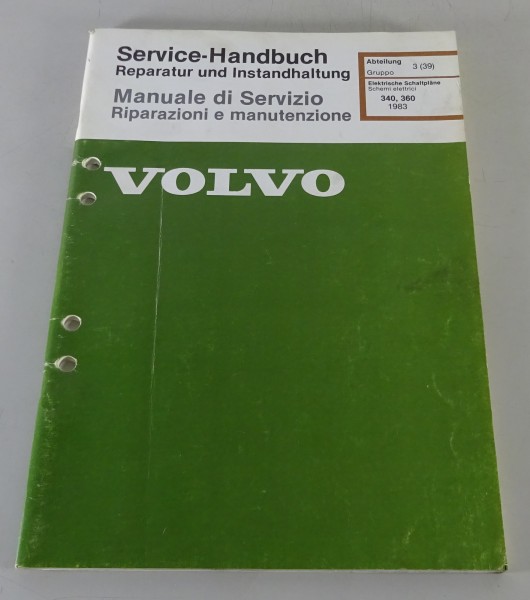 Service-Handbuch
Reparatur und Instandhaltung
Manuale di Servizio
Riparazioni e manutenzione
Abteilung 3 (39)
Gruppo
Elektrische Schaltpläne
Schemi elettrici
340, 360
1983
VOLVO